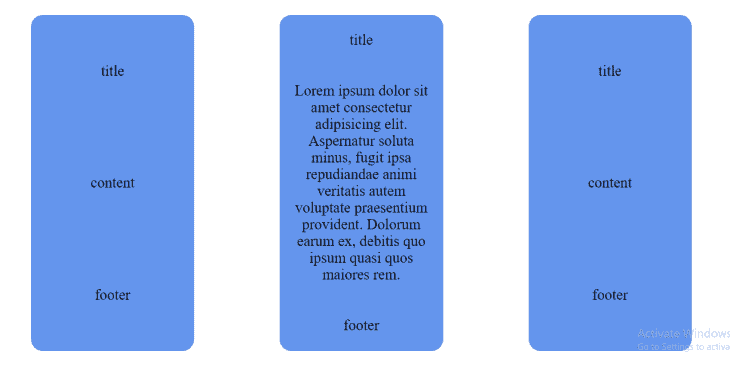 title
content
footer
title
Lorem ipsum dolor sit
amet consectetur
adipisicing elit.
Aspernatur soluta
minus, fugit ipsa
repudiandae animi
veritatis autem
voluptate praesentium
provident. Dolorum
earum ex, debitis quo
ipsum quasi quos
maiores rem.
footer
title
content
footer
Activate Windows
Go to Settings to activa